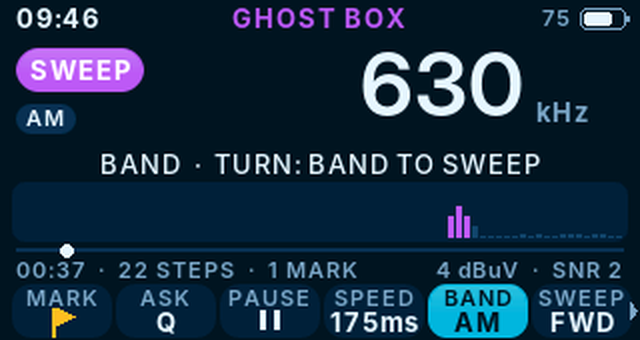 09:46 GHOST BOX 75
SWEEP
630 kHz
AM
BAND · TURN: BAND TO SWEEP
00:37 · 22 STEPS · 1 MARK 4 dBuV · SNR 2
MARK ASK PAUSE SPEED BAND SWEEP
Q 175ms AM FWD